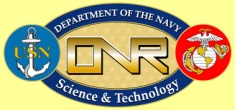 DEPARTMENT OF THE NAVY
USN
ONR
Science & Technology